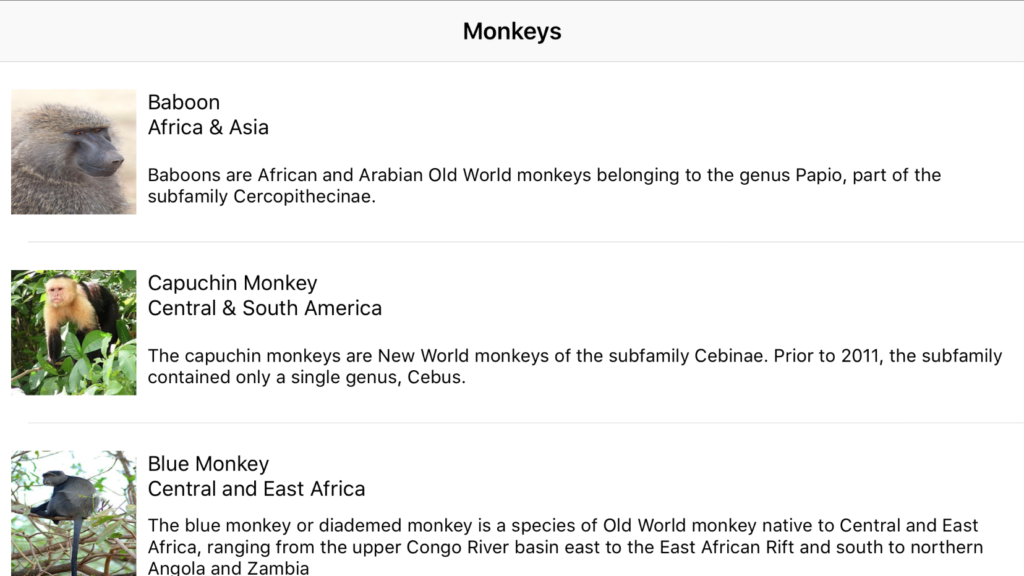 Monkeys
Baboon
Africa & Asia
Baboons are African and Arabian Old World monkeys belonging to the genus Papio, part of the
subfamily Cercopithecinae.
Capuchin Monkey
Central & South America
The capuchin monkeys are New World monkeys of the subfamily Cebinae. Prior to 2011, the subfamily
contained only a single genus, Cebus.
Blue Monkey
Central and East Africa
The blue monkey or diademed monkey is a species of Old World monkey native to Central and East
Africa, ranging from the upper Congo River basin east to the East African Rift and south to northern
Angola and Zambia